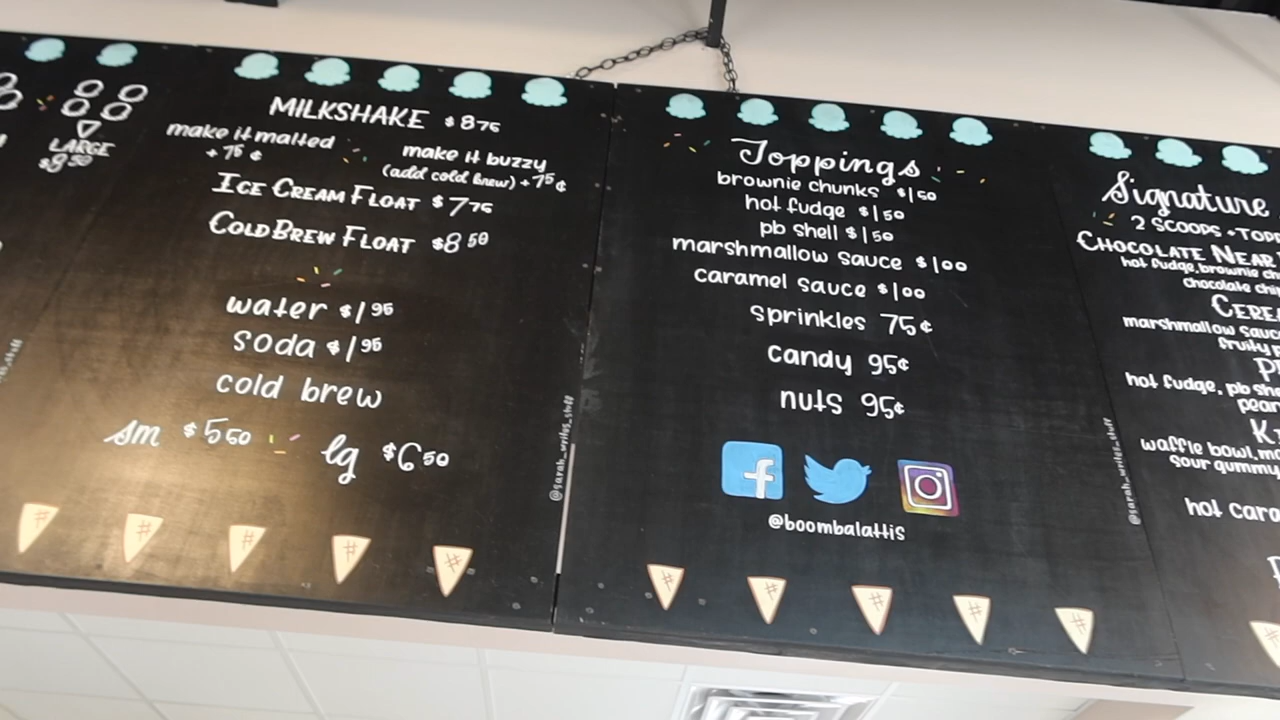 LARGE
$9.50
MILKSHAKE $8 75
make it malted
+ 75 ¢
make it buzzy
(add cold brew) + 75 ¢
ICE CREAM FLOAT $7 75
COLD BREW FLOAT $8 50
water $1 95
soda $1 95
cold brew
sm $5 50 lg $6 50
@sarah_writes_stuff
Toppings
brownie chunks $1 50
hot fudge $1 50
pb shell $1 50
marshmallow sauce $1 00
caramel sauce $1 00
sprinkles 75¢
candy 95¢
nuts 95¢
f
@boombalattis
@sarah_writes_stuff
Signature
2 SCOOPS +
CHOCOLATE
hot fudge, brownie
chocolate
marshmallow
fruity
hot fudge, pb
waffle bowl,
sour gummy
hot